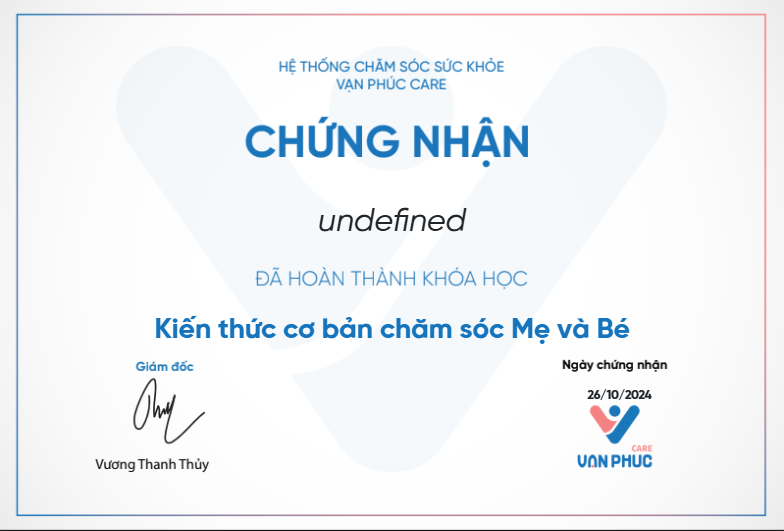 HỆ THỐNG CHĂM SÓC SỨC KHỎE
VẠN PHÚC CARE
CHỨNG NHẬN
undefined
ĐÃ HOÀN THÀNH KHÓA HỌC
Kiến thức cơ bản chăm sóc Mẹ và Bé
Giám đốc
Ngày chứng nhận
26/10/2024
CARE
VẠN PHÚC
Vương Thanh Thủy